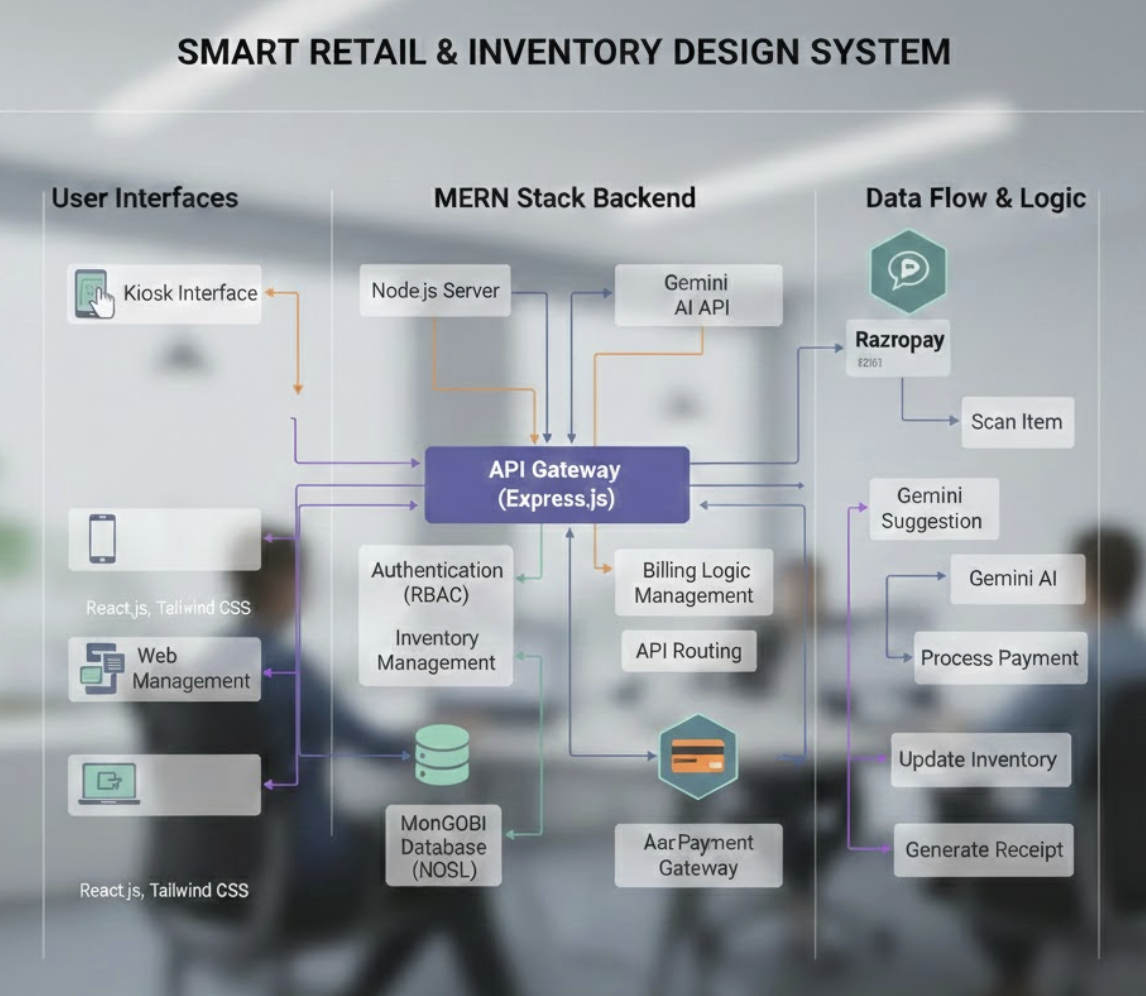 SMART RETAIL & INVENTORY DESIGN SYSTEM
User Interfaces
Kiosk Interface
React.js, Taliwind CSS
Web
Management
React.js, Tailwind CSS
MERN Stack Backend
Node.js Server
Gemini
AI API
API Gateway
(Express.js)
Authentication
(RBAC)
Inventory
Management
Billing Logic
Management
API Routing
MonGOBI
Database
(NOSL)
AarPayment
Gateway
Data Flow & Logic
Razropay
Scan Item
Gemini
Suggestion
Gemini AI
Process Payment
Update Inventory
Generate Receipt